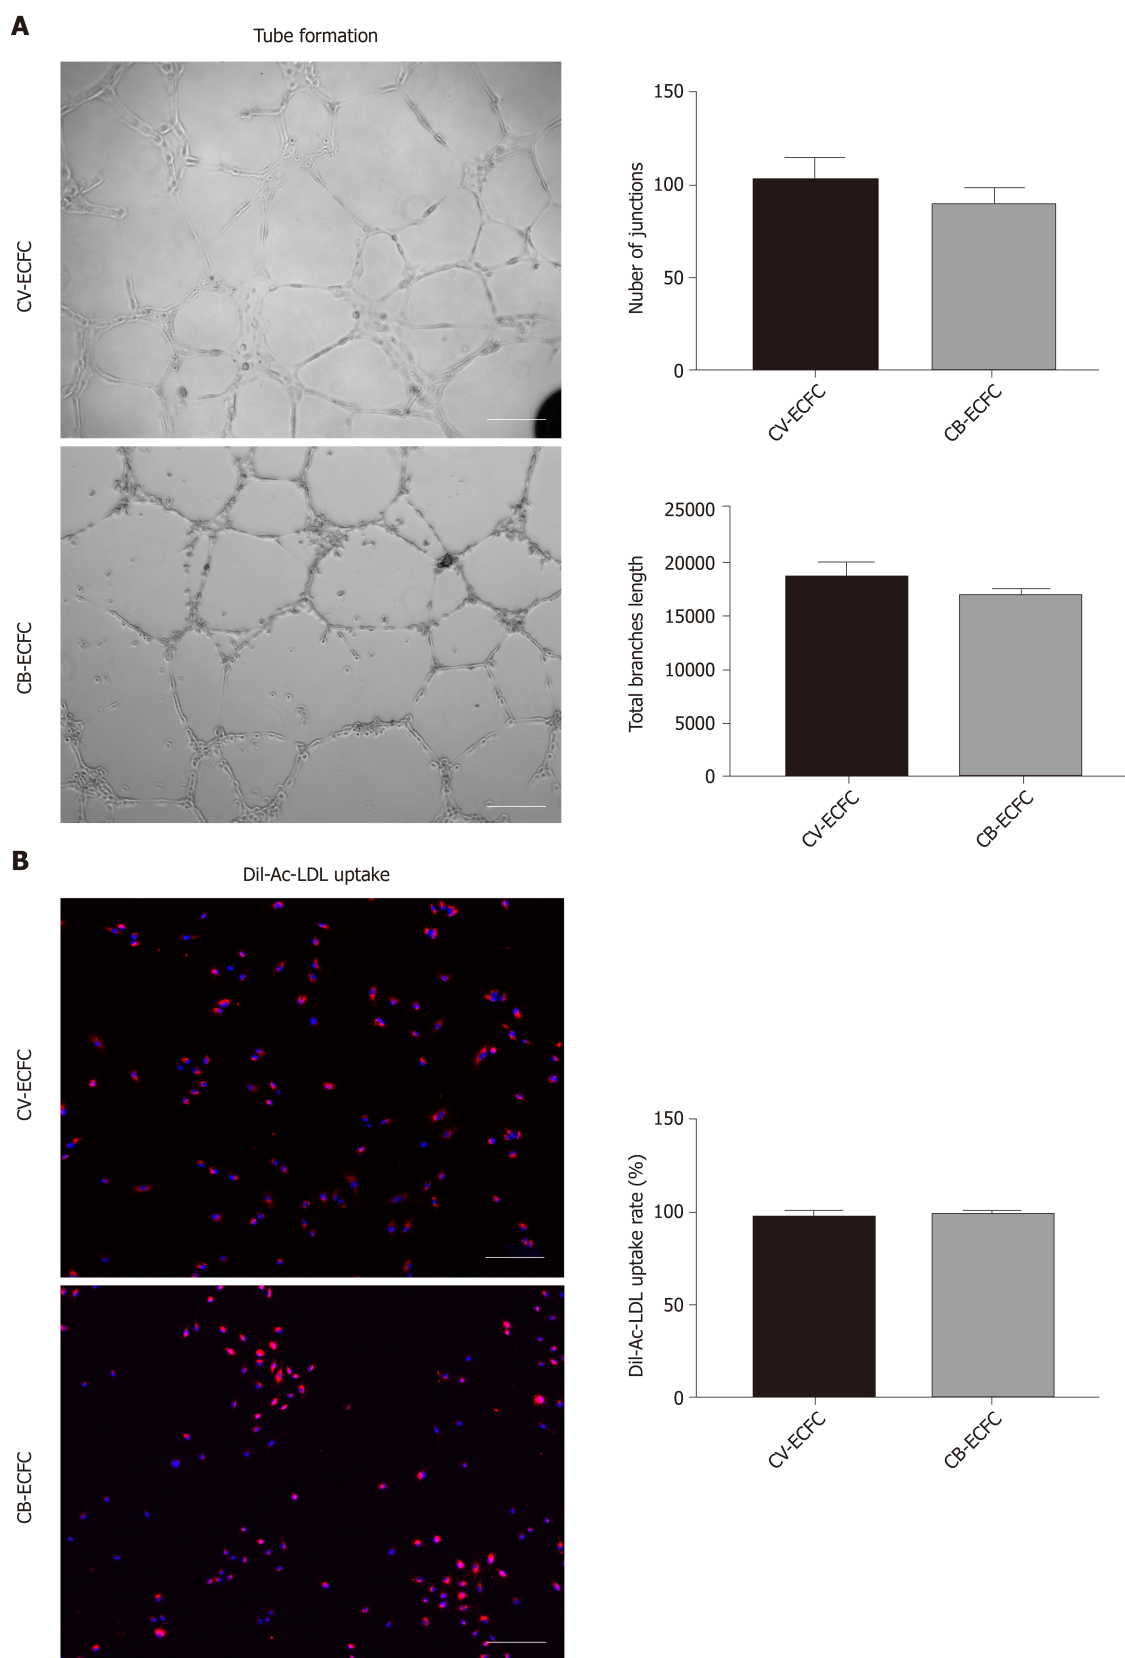 A
Tube formation
CV-ECFC
CB-ECFC
150
100
50
0
Nuber of junctions
CV-ECFC
CB-ECFC
25000
20000
15000
10000
5000
0
Total branches length
CV-ECFC
CB-ECFC
B
Dil-Ac-LDL uptake
CV-ECFC
CB-ECFC
150
100
50
0
Dil-Ac-LDL uptake rate (%)
CV-ECFC
CB-ECFC